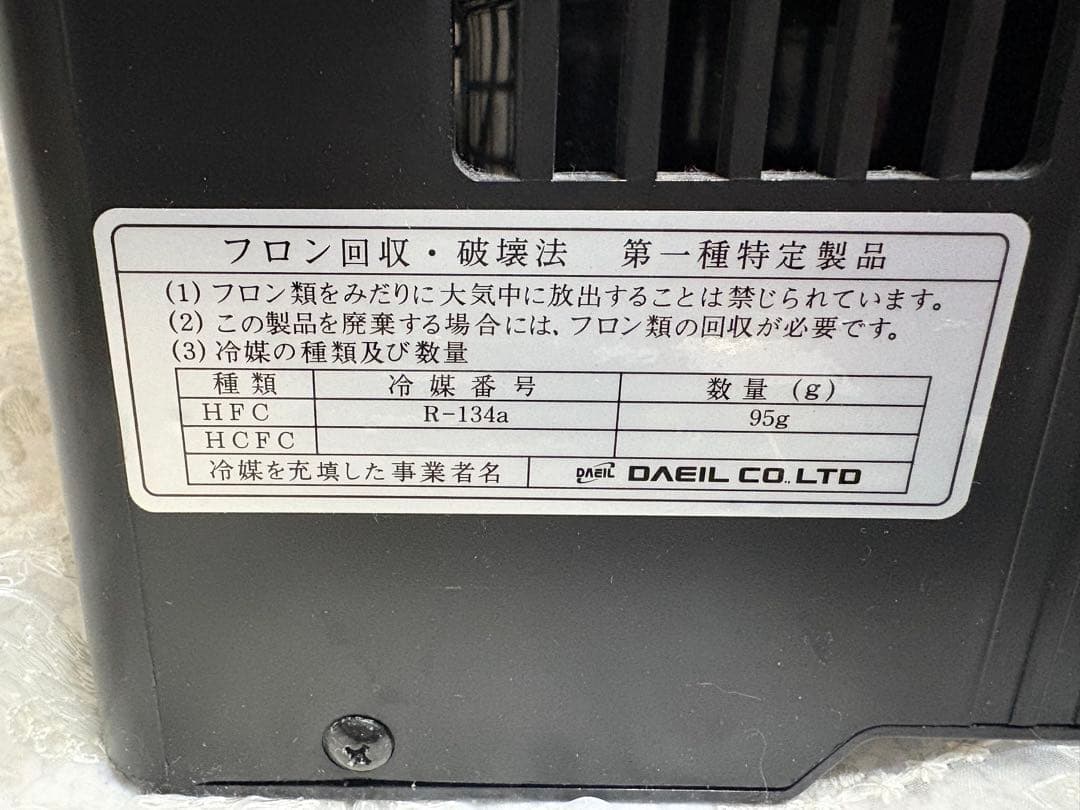 フロン回収・破壊法 第一種特定製品
(1) フロン類をみだりに大気中に放出することは禁じられています。
(2) この製品を廃棄する場合には、フロン類の回収が必要です。
(3) 冷媒の種類及び数量
種類 冷媒番号 数量 (g)
HFC R-134a 95g
HCFC
冷媒を充填した事業者名 DAEIL DAEIL CO., LTD